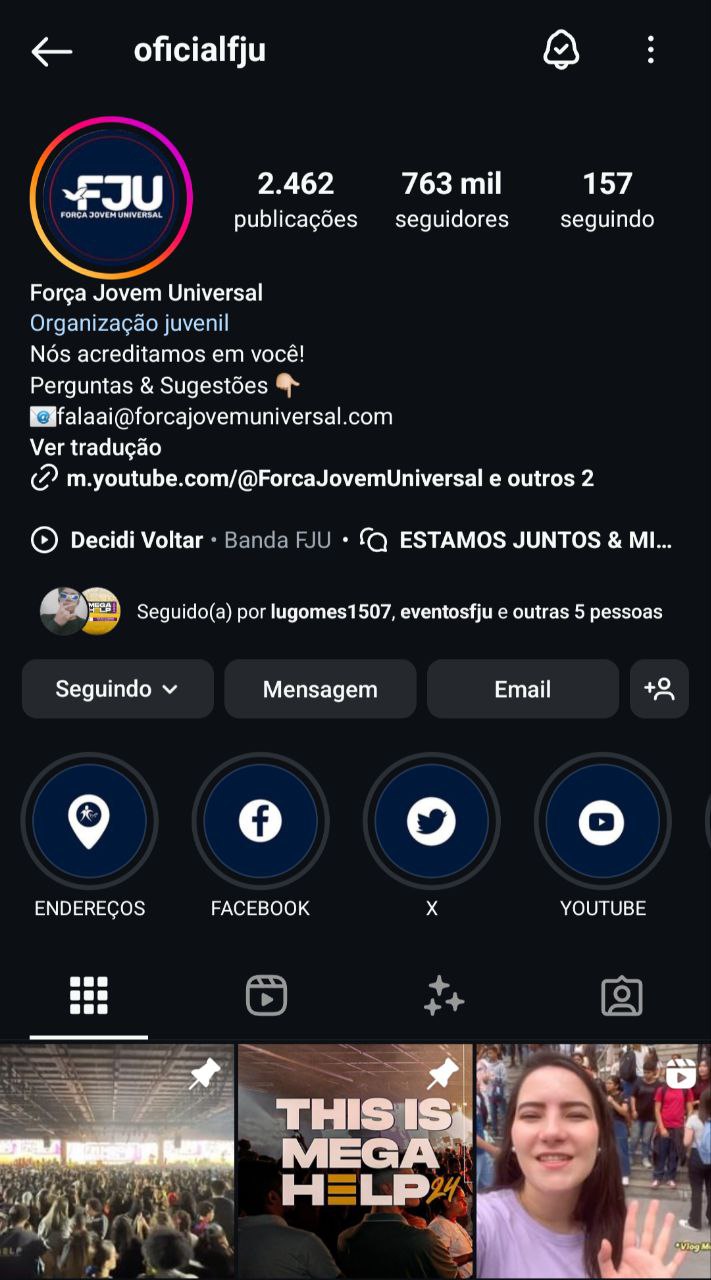 oficialfju
FJU
FORÇA JOVEM UNIVERSAL
2.462
publicações
763 mil
seguidores
157
seguindo
Força Jovem Universal
Organização juvenil
Nós acreditamos em você!
Perguntas & Sugestões 👇🏼
📧falaai@forcajovemuniversal.com
Ver tradução
m.youtube.com/@ForcaJovemUniversal e outros 2
Decidi Voltar • Banda FJU • ESTAMOS JUNTOS & MI...
MEGA
HELP
Seguido(a) por lugomes1507, eventosfju e outras 5 pessoas
Seguindo
Mensagem
Email
ENDEREÇOS
FACEBOOK
X
YOUTUBE
THIS IS
MEGA
HELP 24